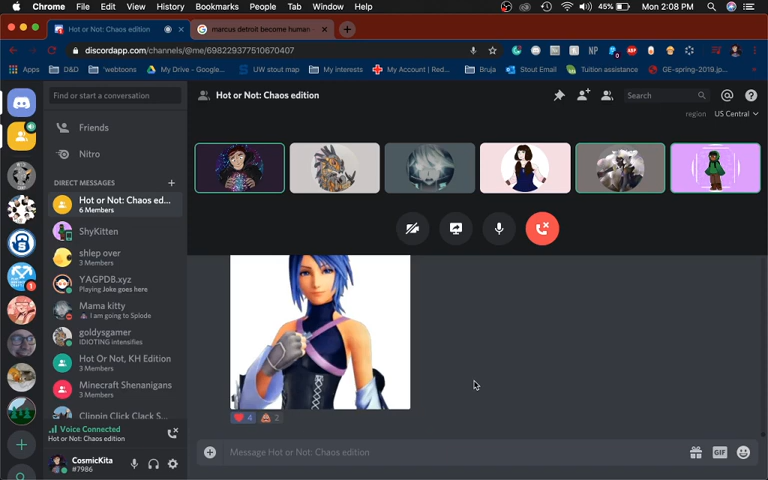 Chrome File Edit View History Bookmarks People Tab Window Help 45% Mon 2:08 PM
Hot or Not: Chaos edition marcus detroit become human -
discordapp.com/channels/@me/698229377510670407
Apps D&D *webtoons My Drive - Google... UW stout map My interests My Account | Red... Bruja Stout Email Tuition assistance GE-spring-2019.jp...
Find or start a conversation
Hot or Not: Chaos edition
Search
region US Central
Friends
Nitro
DIRECT MESSAGES
Hot or Not: Chaos ed...
6 Members
ShyKitten
shlep over
3 Members
YAGPDB.xyz
Playing Joke goes here
Mama kitty
I am going to Splode
goldysgamer
IDIOTING intensifies
Hot Or Not, KH Edition
3 Members
Minecraft Shenanigans
3 Members
Clippin Click Clack S...
4 2
Voice Connected
Hot or Not: Chaos edition
Message Hot or Not: Chaos edition
GIF
CosmicKita
#7986